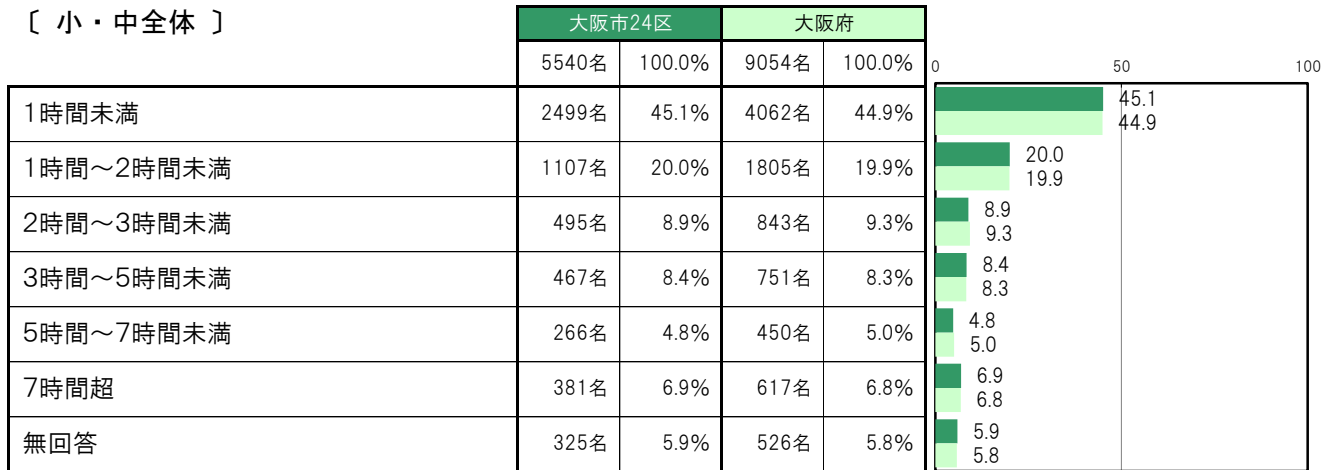 〔 小・中全体 〕
大阪市24区 大阪府
5540名 100.0% 9054名 100.0%
0 50 100
1時間未満 2499名 45.1% 4062名 44.9% 45.1
44.9
1時間～2時間未満 1107名 20.0% 1805名 19.9% 20.0
19.9
2時間～3時間未満 495名 8.9% 843名 9.3% 8.9
9.3
3時間～5時間未満 467名 8.4% 751名 8.3% 8.4
8.3
5時間～7時間未満 266名 4.8% 450名 5.0% 4.8
5.0
7時間超 381名 6.9% 617名 6.8% 6.9
6.8
無回答 325名 5.9% 526名 5.8% 5.9
5.8